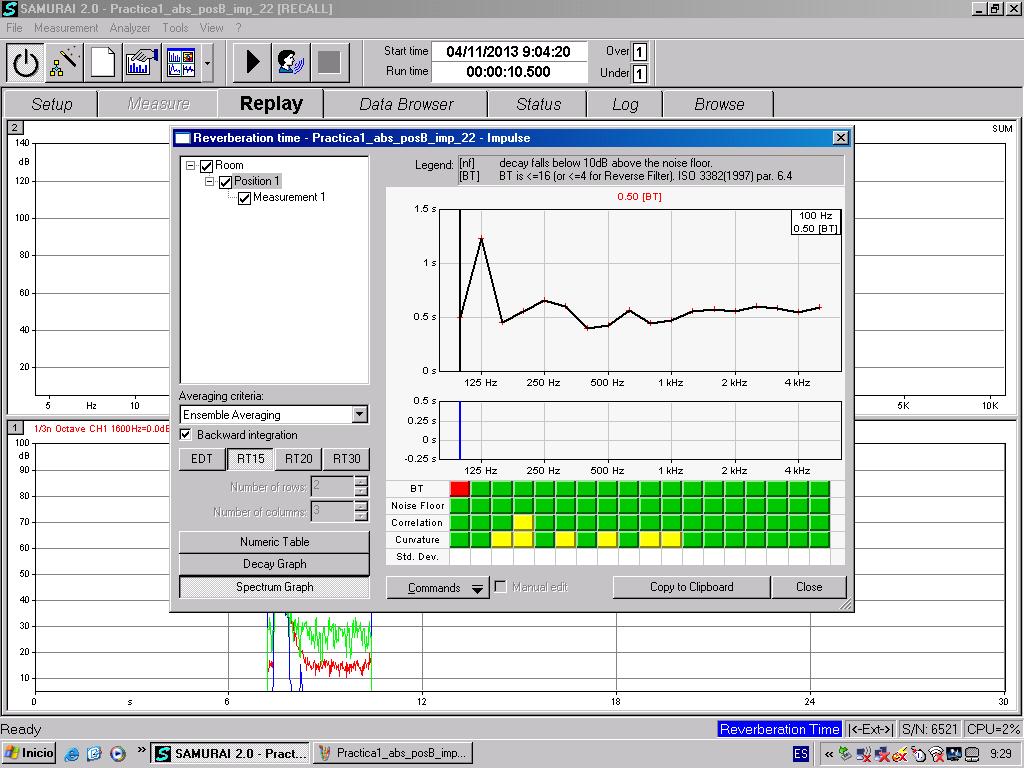 SAMURAI 2.0 - Practica1_abs_posB_imp_22 [RECALL]
File Measurement Analyzer Tools View ?
Start time 04/11/2013 9:04:20 Over 1
Run time 00:00:10.500 Under 1
Setup Measure Replay Data Browser Status Log Browse
2
SUM
140
dB
120
100
80
60
40
20
5 Hz 10
5K 10K
Reverberation time - Practica1_abs_posB_imp_22 - Impulse
Room
Position 1
Measurement 1
Legend: [nf] decay falls below 10dB above the noise floor.
[BT] BT is <=16 (or <=4 for Reverse Filter). ISO 3382(1997) par. 6.4
0.50 [BT]
100 Hz
0.50 [BT]
1.5 s
1 s
0.5 s
0 s
125 Hz 250 Hz 500 Hz 1 kHz 2 kHz 4 kHz
0.5 s
0.25 s
0 s
-0.25 s
125 Hz 250 Hz 500 Hz 1 kHz 2 kHz 4 kHz
BT
Noise Floor
Correlation
Curvature
Std. Dev.
Averaging criteria:
Ensemble Averaging
Backward integration
EDT RT15 RT20 RT30
Number of rows: 2
Number of columns: 3
Numeric Table
Decay Graph
Spectrum Graph
Commands Manual edit Copy to Clipboard Close
1
1/3n Octave CH1 1600Hz=0.0dB
100
dB
90
80
70
60
50
40
30
20
10
0 s 6 12 18 24 30
Ready
Reverberation Time |<-Ext->| S/N: 6521 CPU=2%
Inicio » SAMURAI 2.0 - Pract... Practica1_abs_posB_imp... ES « 9:29